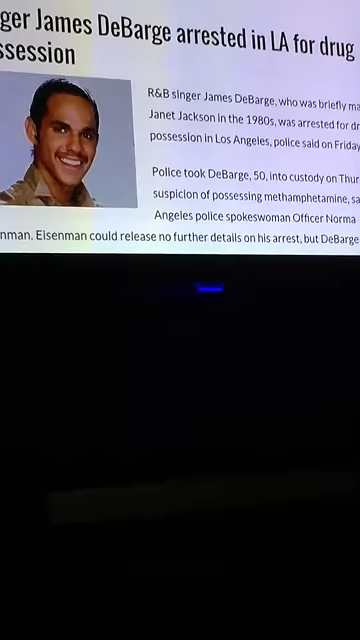 ger James DeBarge arrested in LA for drug
ssession
R&B singer James DeBarge, who was briefly ma
Janet Jackson in the 1980s, was arrested for dr
possession in Los Angeles, police said on Friday
Police took DeBarge, 50, into custody on Thur
suspicion of possessing methamphetamine, sa
Angeles police spokeswoman Officer Norma
nman. Eisenman could release no further details on his arrest, but DeBarge